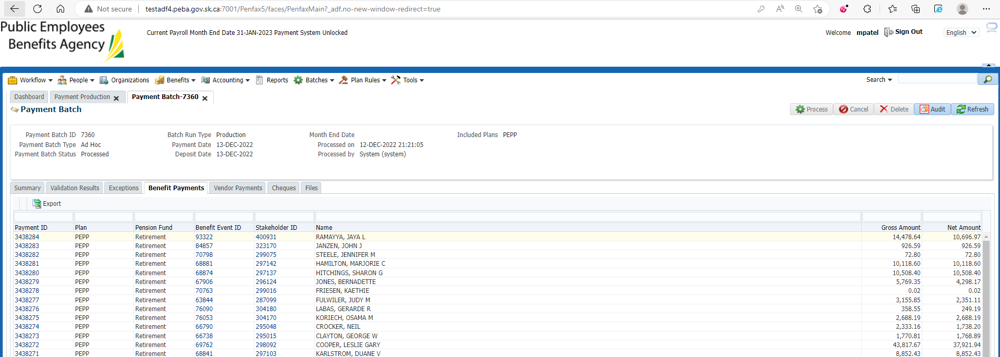 Not secure testadf4.peba.gov.sk.ca:7001/Penfax5/faces/PenfaxMain?_adf.no-new-window-redirect=true
Public Employees
Benefits Agency
Current Payroll Month End Date 31-JAN-2023 Payment System Unlocked
Welcome mpatel Sign Out English
Workflow People Organizations Benefits Accounting Reports Batches Plan Rules Tools Search
Dashboard Payment Production Payment Batch-7360
Payment Batch Process Cancel Delete Audit Refresh
Payment Batch ID 7360 Batch Run Type Production Month End Date Included Plans PEPP
Payment Batch Type Ad Hoc Payment Date 13-DEC-2022 Processed on 12-DEC-2022 21:21:05
Payment Batch Status Processed Deposit Date 13-DEC-2022 Processed by System (system)
Summary Validation Results Exceptions Benefit Payments Vendor Payments Cheques Files
Export
Payment ID Plan Pension Fund Benefit Event ID Stakeholder ID Name Gross Amount Net Amount
3438284 PEPP Retirement 93322 400931 RAMAYYA, JAYA L 14,478.64 10,696.97
3438283 PEPP Retirement 84857 323170 JANZEN, JOHN J 926.59 926.59
3438282 PEPP Retirement 70798 299075 STEELE, JENNIFER M 72.80 72.80
3438281 PEPP Retirement 68881 297142 HAMILTON, MARJORIE C 10,118.60 10,118.60
3438280 PEPP Retirement 68874 297137 HITCHINGS, SHARON G 10,508.40 10,508.40
3438279 PEPP Retirement 67906 296124 JONES, BERNADETTE 5,769.35 4,298.17
3438278 PEPP Retirement 70763 299016 FRIESEN, KAETHIE 0.02 0.02
3438277 PEPP Retirement 63844 287099 FULWILER, JUDY M 3,155.85 2,351.11
3438276 PEPP Retirement 76090 304180 LABAS, GERARDE R 358.55 249.19
3438275 PEPP Retirement 76053 304170 KORIECH, OSAMA M 2,688.19 2,688.19
3438274 PEPP Retirement 66790 295048 CROCKER, NEIL 2,333.16 1,738.20
3438273 PEPP Retirement 66738 295015 CLAYTON, GEORGE W 1,770.81 1,768.89
3438272 PEPP Retirement 69762 298092 COOPER, LESLIE GARY 43,817.67 37,921.94
3438271 PEPP Retirement 68841 297103 KARLSTROM, DUANE V 8,852.43 8,852.43